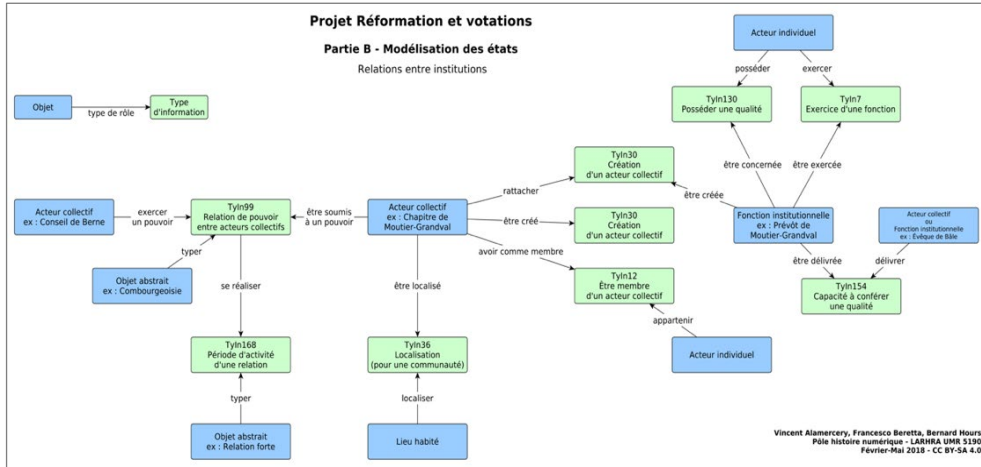 Projet Réformation et votations
Partie B - Modélisation des états
Relations entre institutions
Acteur individuel
posséder
exercer
Objet
type de rôle
Type
d'information
TyIn130
Posséder une qualité
TyIn7
Exercice d'une fonction
TyIn30
Création
d'un acteur collectif
rattacher
être concernée
être exercée
être créée
Acteur collectif
ex : Conseil de Berne
exercer
un pouvoir
TyIn99
Relation de pouvoir
entre acteurs collectifs
être soumis
à un pouvoir
Acteur collectif
ex : Chapitre de
Moutier-Grandval
être créé
TyIn30
Création
d'un acteur collectif
Fonction institutionnelle
ex : Prévôt de
Moutier-Grandval
Acteur collectif
ou
Fonction institutionnelle
ex : Evêque de Bâle
typer
avoir comme membre
être délivrée
délivrer
Objet abstrait
ex : Combourgeoisie
se réaliser
être localisé
TyIn12
Être membre
d'un acteur collectif
TyIn154
Capacité à conférer
une qualité
appartenir
TyIn168
Période d'activité
d'une relation
TyIn36
Localisation
(pour une communauté)
Acteur individuel
typer
localiser
Objet abstrait
ex : Relation forte
Lieu habité
Vincent Alamercery, Francesco Beretta, Bernard Hours
Pôle histoire numérique - LARHRA UMR 5190
Février-Mai 2018 - CC BY-SA 4.0